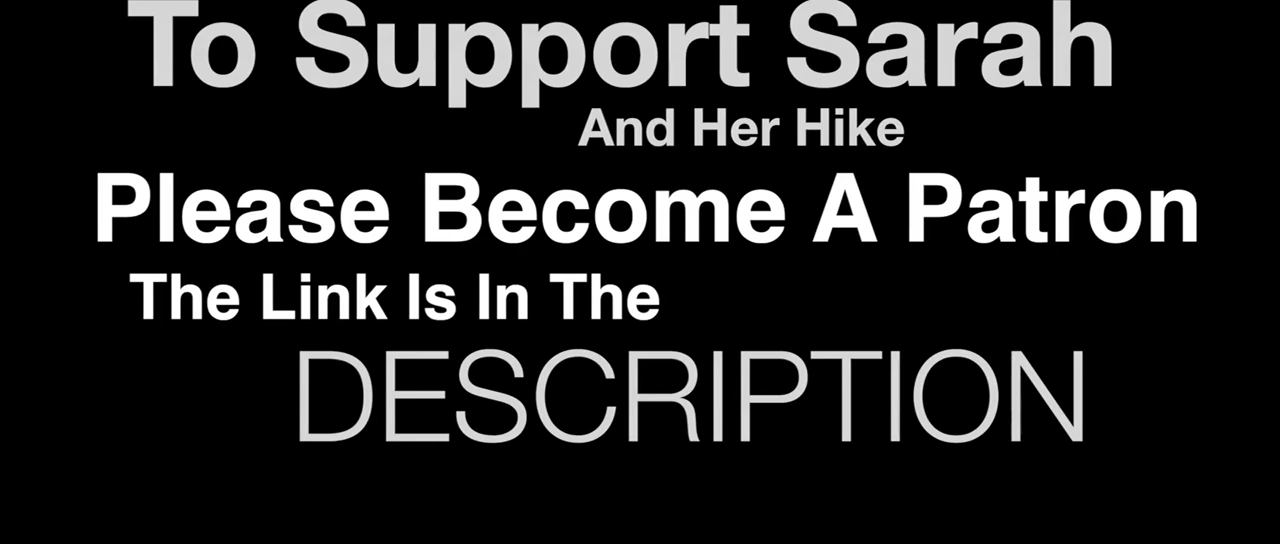 To Support Sarah
And Her Hike
Please Become A Patron
The Link Is In The
DESCRIPTION